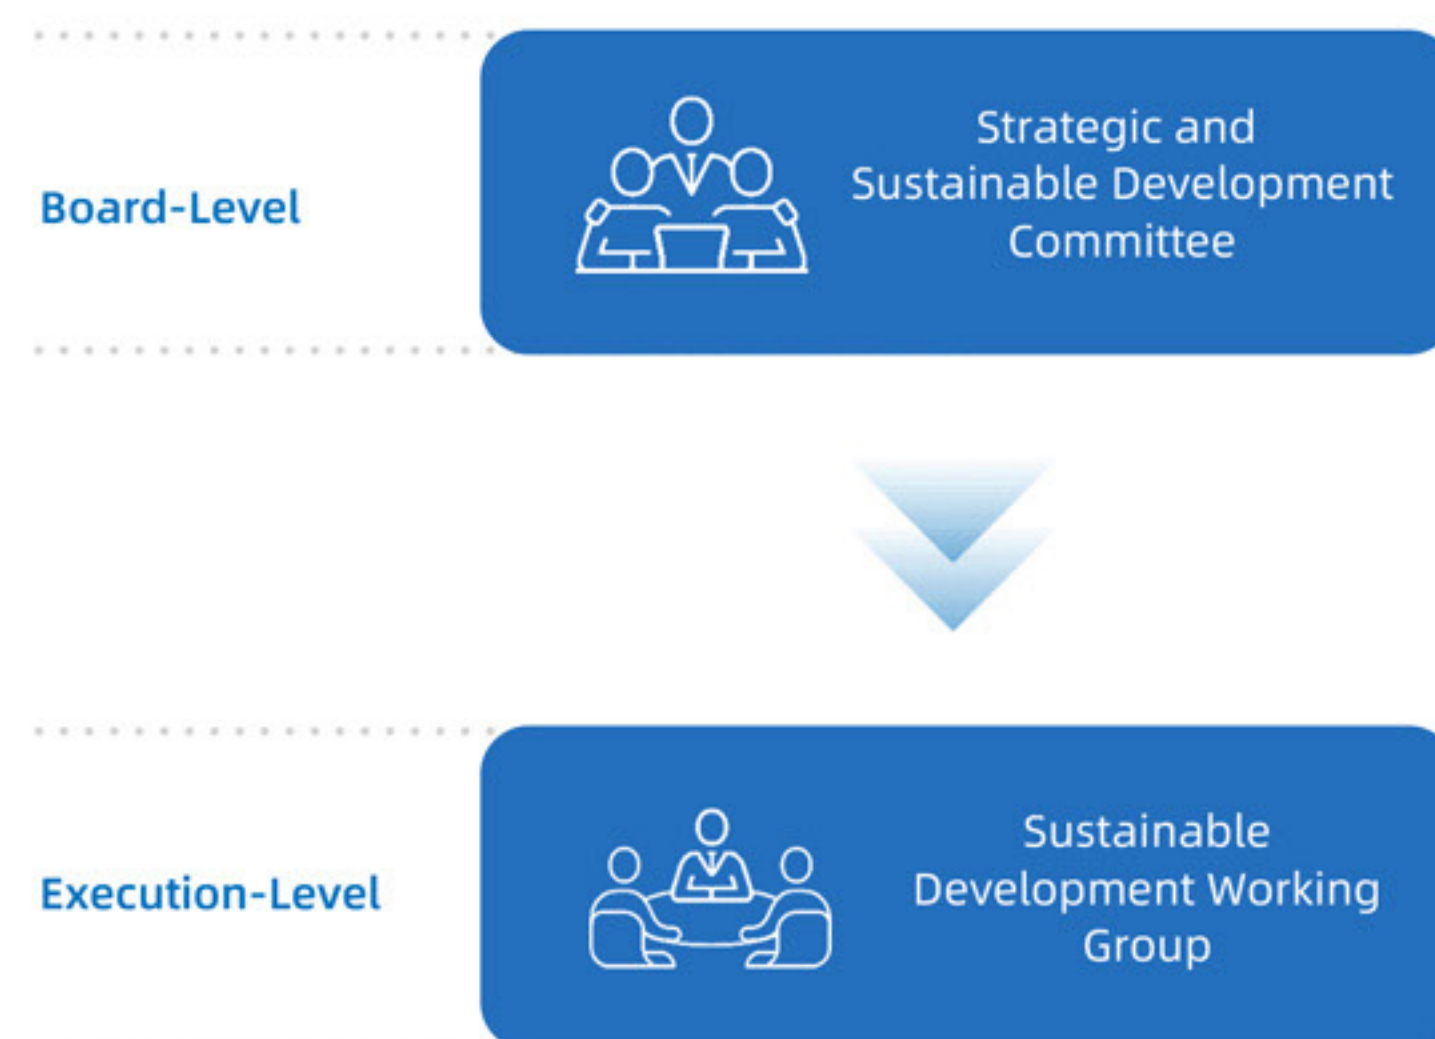 Board-Level
Strategic and
Sustainable Development
Committee
Execution-Level
Sustainable
Development Working
Group